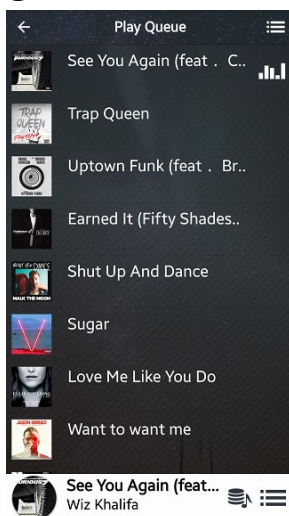 Play Queue
See You Again (feat . C..
Trap Queen
Uptown Funk (feat . Br..
Earned It (Fifty Shades..
Shut Up And Dance
Sugar
Love Me Like You Do
Want to want me
See You Again (feat...
Wiz Khalifa